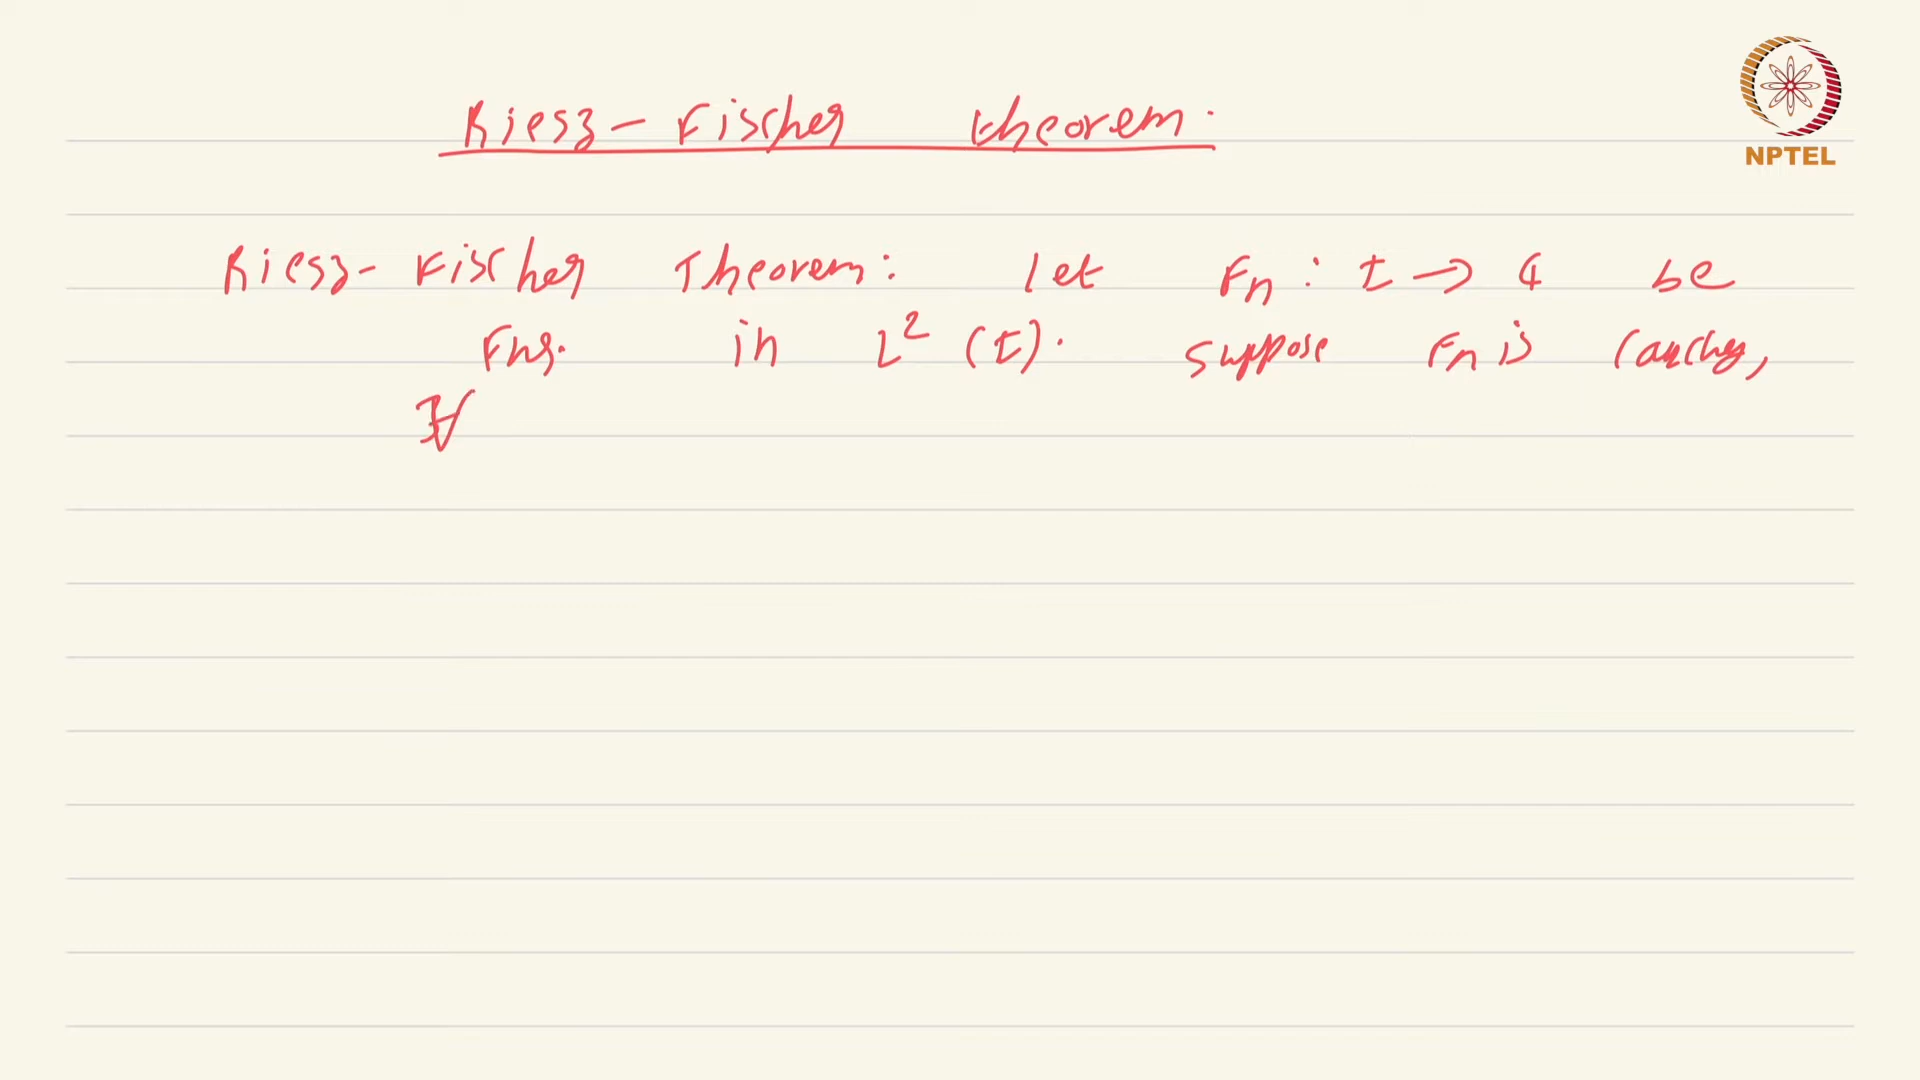 Riesz - Fischer theorem.
NPTEL
Riesz - Fischer Theorem: Let Fn : I → ℂ be
Fns. in L² (I). Suppose Fn is Cauchy,
∀